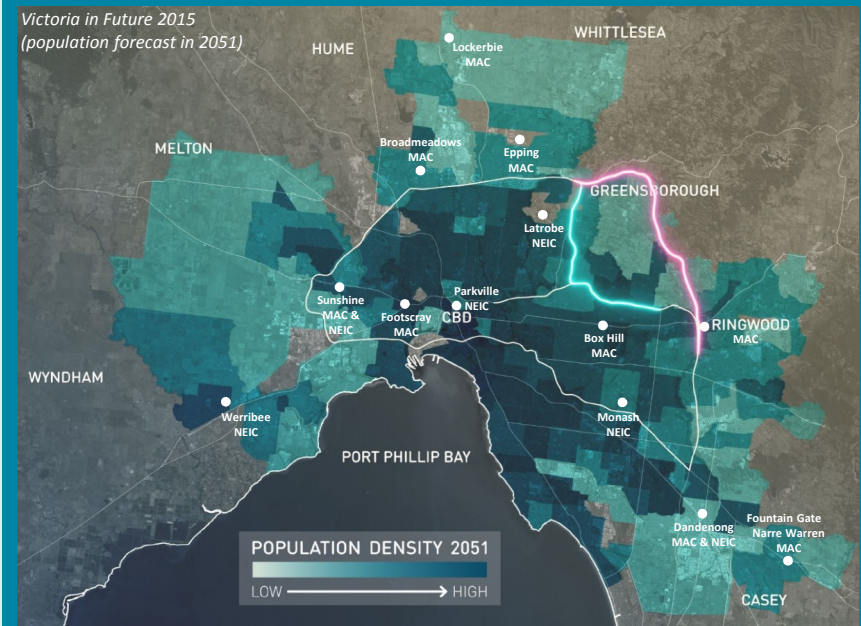 Victoria in Future 2015
(population forecast in 2051)
HUME
WHITTLESEA
Lockerbie
MAC
MELTON
Broadmeadows
MAC
Epping
MAC
GREENSBOROUGH
Latrobe
NEIC
Sunshine
MAC &
NEIC
Footscray
MAC
Parkville
NEIC
CBD
Box Hill
MAC
RINGWOOD
MAC
WYNDHAM
Werribee
NEIC
Monash
NEIC
PORT PHILLIP BAY
Dandenong
MAC & NEIC
Fountain Gate
Narre Warren
MAC
CASEY
POPULATION DENSITY 2051
LOW
HIGH